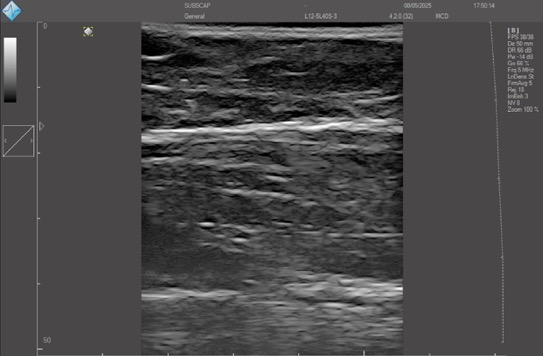 SUBSCAP - 08/05/2025 17:50:14
General L12-5L40S-3 4.2.0 (32) MCD
0
[B]
FPS 38/38
De 50 mm
DR 66 dB
Pw -14 dB
Gn 66 %
Frq 5 MHz
LnDens St
FrmAvg 5
Rej 18
ImEnh 3
NV 8
Zoom 100 %
50